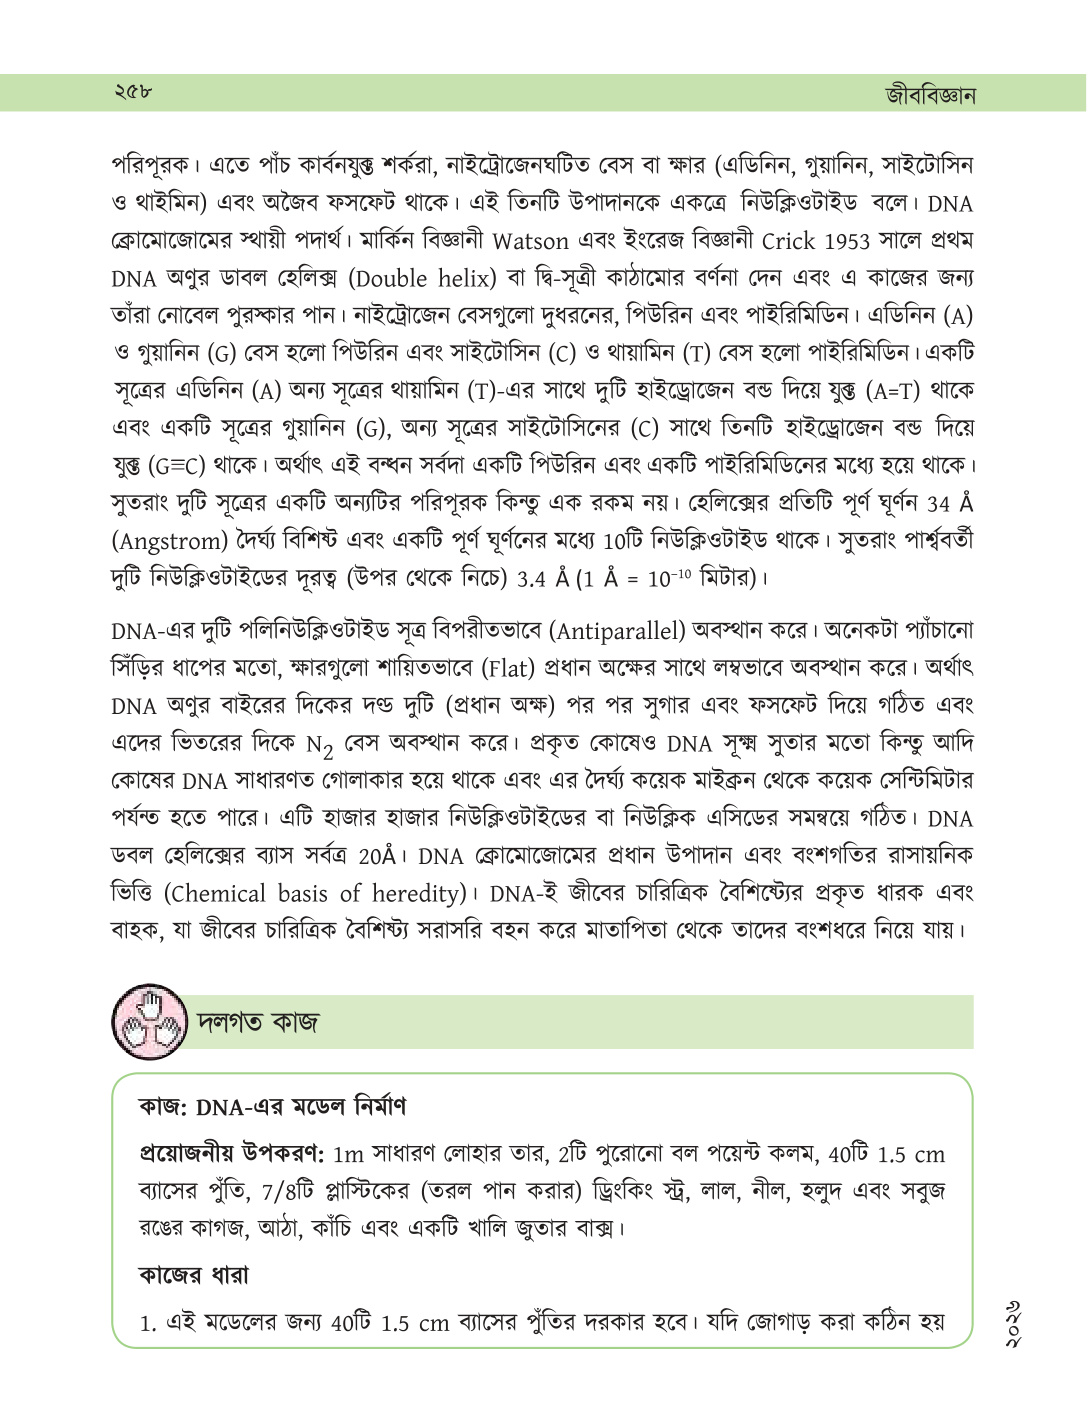 ২৫৮
জীববিজ্ঞান
পরিপূরক। এতে পাঁচ কার্বনযুক্ত শর্করা, নাইট্রোজেনঘটিত বেস বা ক্ষার (এডিনিন, গুয়ানিন, সাইটোসিন
ও থাইমিন) এবং অজৈব ফসফেট থাকে। এই তিনটি উপাদানকে একত্রে নিউক্লিওটাইড বলে। DNA
ক্রোমোজোমের স্থায়ী পদার্থ। মার্কিন বিজ্ঞানী Watson এবং ইংরেজ বিজ্ঞানী Crick 1953 সালে প্রথম
DNA অণুর ডাবল হেলিক্স (Double helix) বা দ্বি-সূত্রী কাঠামোর বর্ণনা দেন এবং এ কাজের জন্য
তাঁরা নোবেল পুরস্কার পান। নাইট্রোজেন বেসগুলো দুধরনের, পিউরিন এবং পাইরিমিডিন। এডিনিন (A)
ও গুয়ানিন (G) বেস হলো পিউরিন এবং সাইটোসিন (C) ও থায়ামিন (T) বেস হলো পাইরিমিডিন। একটি
সূত্রের এডিনিন (A) অন্য সূত্রের থায়ামিন (T)-এর সাথে দুটি হাইড্রোজেন বন্ড দিয়ে যুক্ত (A=T) থাকে
এবং একটি সূত্রের গুয়ানিন (G), অন্য সূত্রের সাইটোসিনের (C) সাথে তিনটি হাইড্রোজেন বন্ড দিয়ে
যুক্ত (G≡C) থাকে। অর্থাৎ এই বন্ধন সর্বদা একটি পিউরিন এবং একটি পাইরিমিডিনের মধ্যে হয়ে থাকে।
সুতরাং দুটি সূত্রের একটি অন্যটির পরিপূরক কিন্তু এক রকম নয়। হেলিক্সের প্রতিটি পূর্ণ ঘূর্ণন 34 Å
(Angstrom) দৈর্ঘ্য বিশিষ্ট এবং একটি পূর্ণ ঘূর্ণনের মধ্যে 10টি নিউক্লিওটাইড থাকে। সুতরাং পার্শ্ববর্তী
দুটি নিউক্লিওটাইডের দূরত্ব (উপর থেকে নিচে) 3.4 Å (1 Å = 10⁻¹⁰ মিটার)।
DNA-এর দুটি পলিনিউক্লিওটাইড সূত্র বিপরীতভাবে (Antiparallel) অবস্থান করে। অনেকটা প্যাঁচানো
সিঁড়ির ধাপের মতো, ক্ষারগুলো শায়িতভাবে (Flat) প্রধান অক্ষের সাথে লম্বভাবে অবস্থান করে। অর্থাৎ
DNA অণুর বাইরের দিকের দণ্ড দুটি (প্রধান অক্ষ) পর পর সুগার এবং ফসফেট দিয়ে গঠিত এবং
এদের ভিতরের দিকে N₂ বেস অবস্থান করে। প্রকৃত কোষেও DNA সূক্ষ্ম সুতার মতো কিন্তু আদি
কোষের DNA সাধারণত গোলাকার হয়ে থাকে এবং এর দৈর্ঘ্য কয়েক মাইক্রন থেকে কয়েক সেন্টিমিটার
পর্যন্ত হতে পারে। এটি হাজার হাজার নিউক্লিওটাইডের বা নিউক্লিক এসিডের সমন্বয়ে গঠিত। DNA
ডবল হেলিক্সের ব্যাস সর্বত্র 20Å। DNA ক্রোমোজোমের প্রধান উপাদান এবং বংশগতির রাসায়নিক
ভিত্তি (Chemical basis of heredity)। DNA-ই জীবের চারিত্রিক বৈশিষ্ট্যের প্রকৃত ধারক এবং
বাহক, যা জীবের চারিত্রিক বৈশিষ্ট্য সরাসরি বহন করে মাতাপিতা থেকে তাদের বংশধরে নিয়ে যায়।
দলগত কাজ
কাজ: DNA-এর মডেল নির্মাণ
প্রয়োজনীয় উপকরণ: 1m সাধারণ লোহার তার, 2টি পুরোনো বল পয়েন্ট কলম, 40টি 1.5 cm
ব্যাসের পুঁতি, 7/8টি প্লাস্টিকের (তরল পান করার) ড্রিংকিং স্ট্র, লাল, নীল, হলুদ এবং সবুজ
রঙের কাগজ, আঠা, কাঁচি এবং একটি খালি জুতার বাক্স।
কাজের ধারা
1. এই মডেলের জন্য 40টি 1.5 cm ব্যাসের পুঁতির দরকার হবে। যদি জোগাড় করা কঠিন হয়
২০২৬